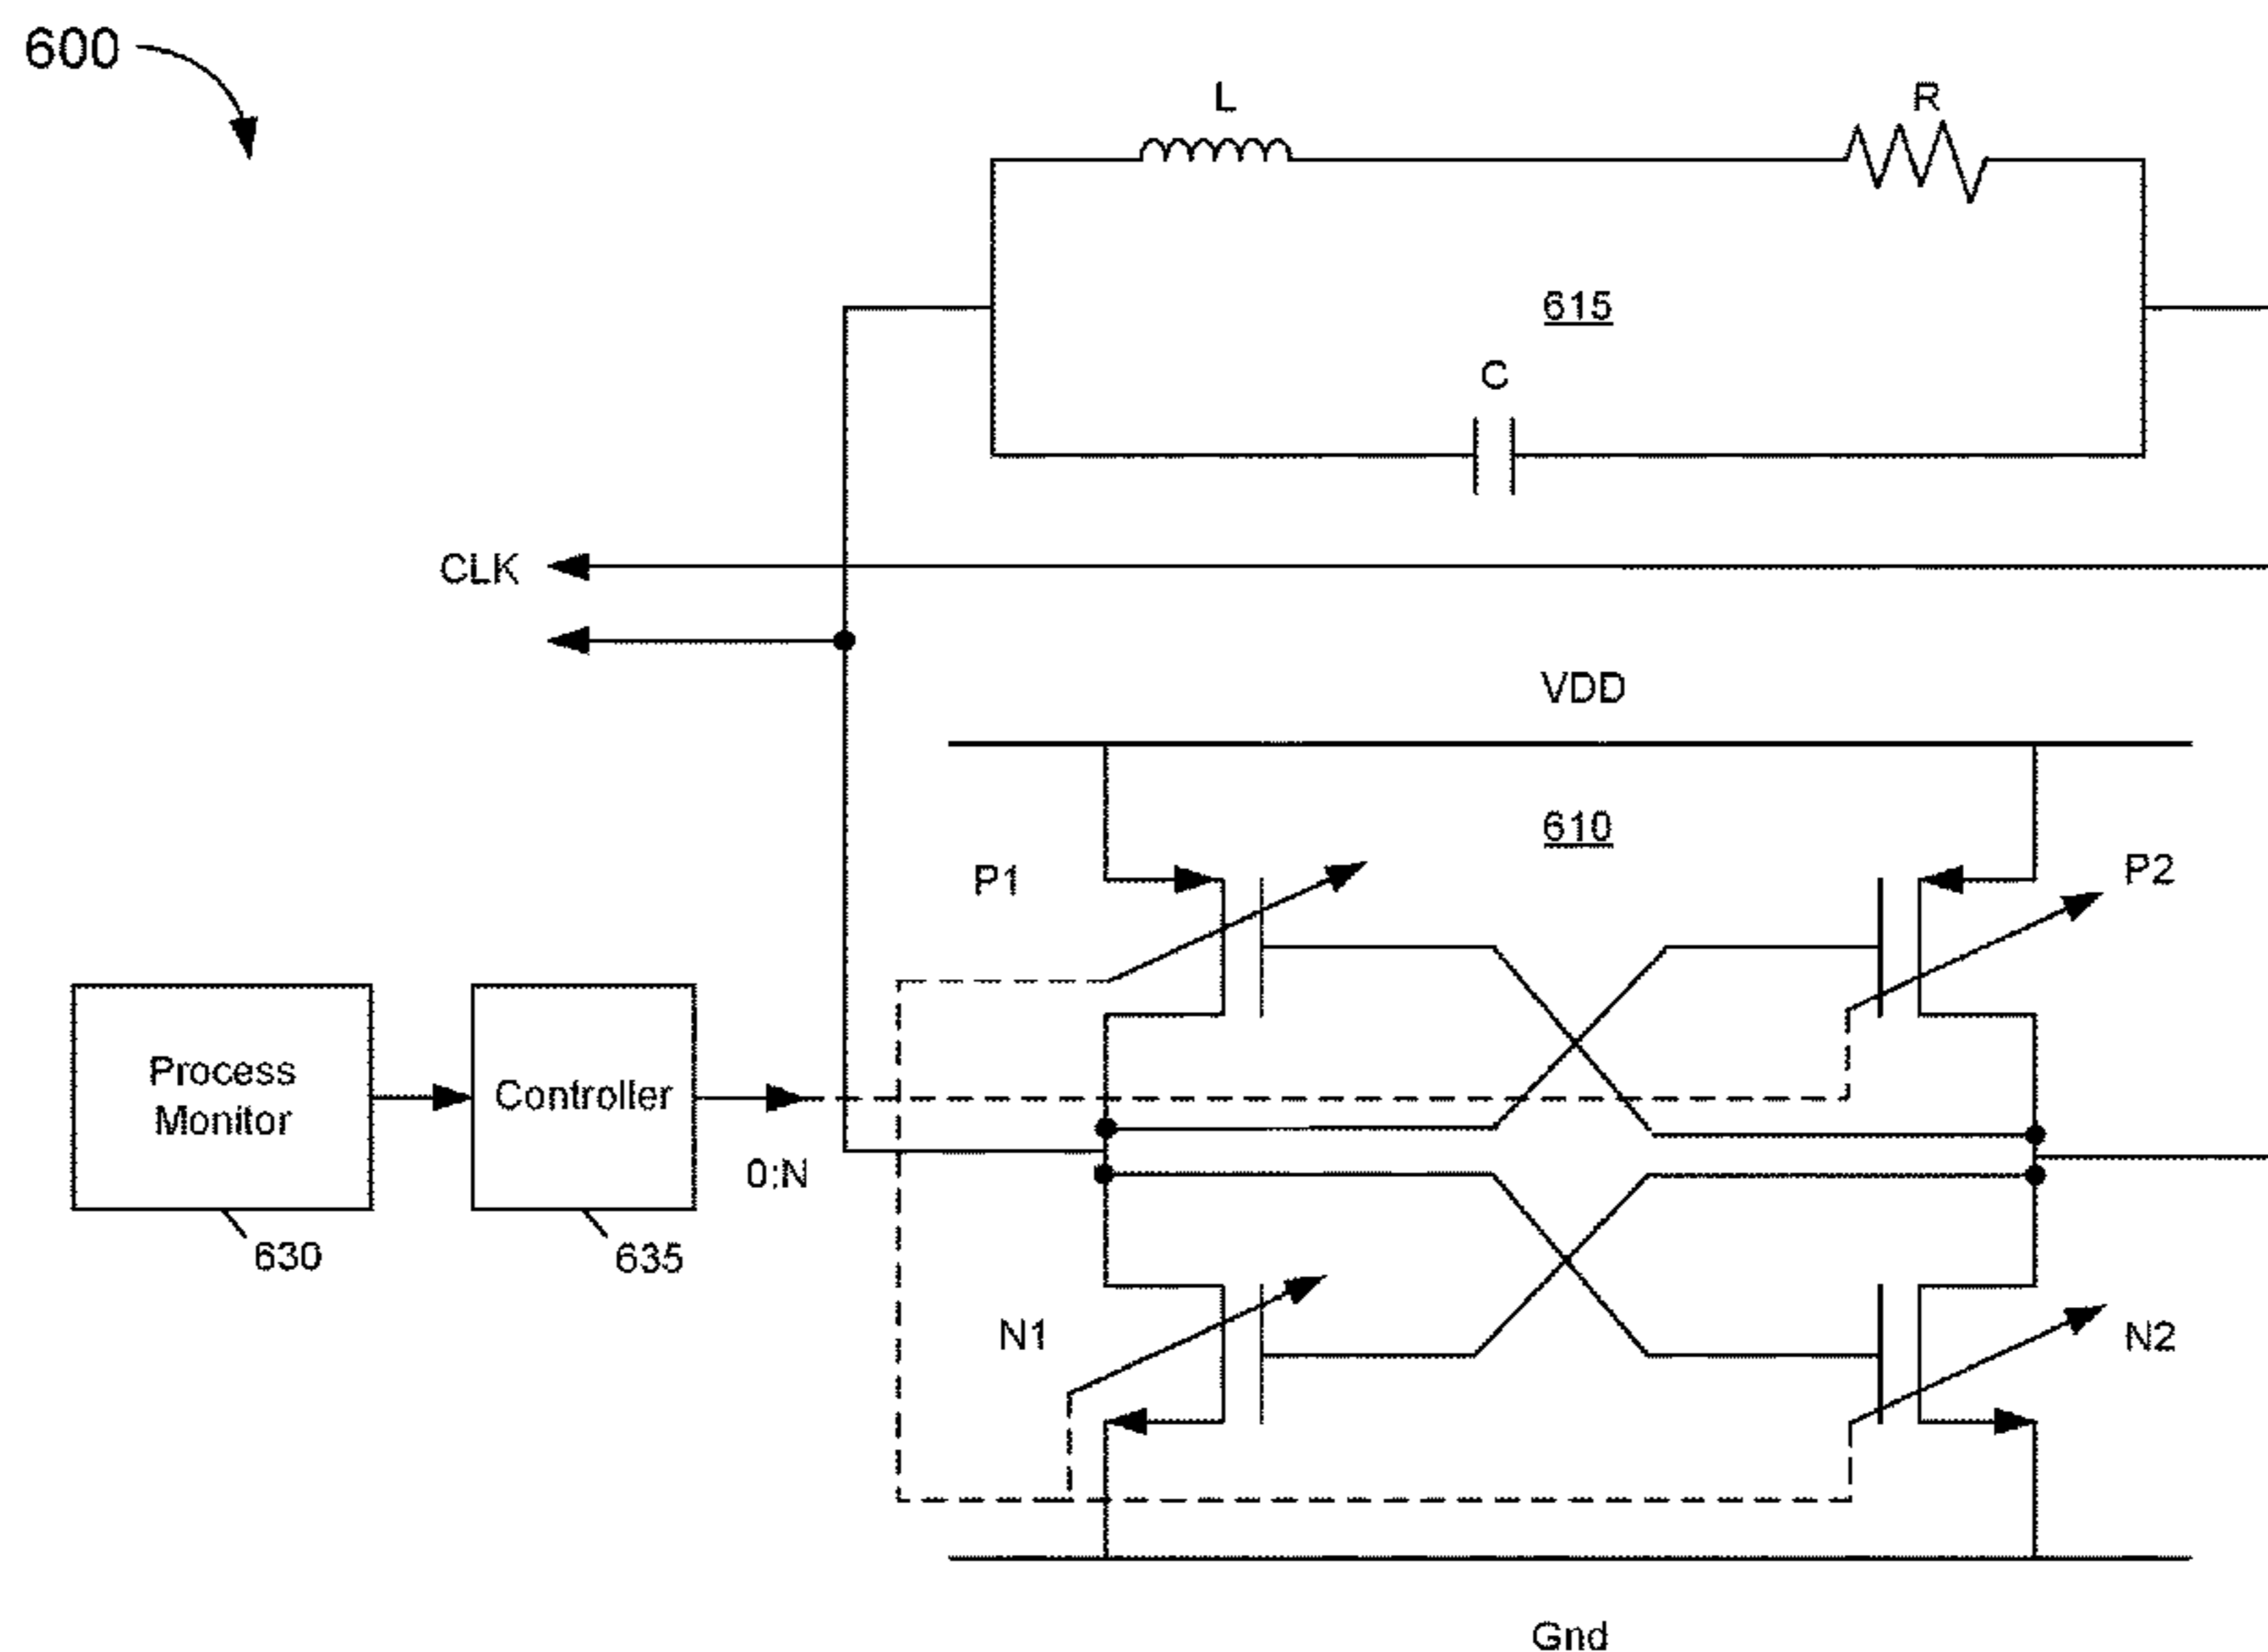 600
L
R
615
C
CLK
VDD
610
P1
P2
Process
Monitor
Controller
0:N
630
635
N1
N2
Gnd